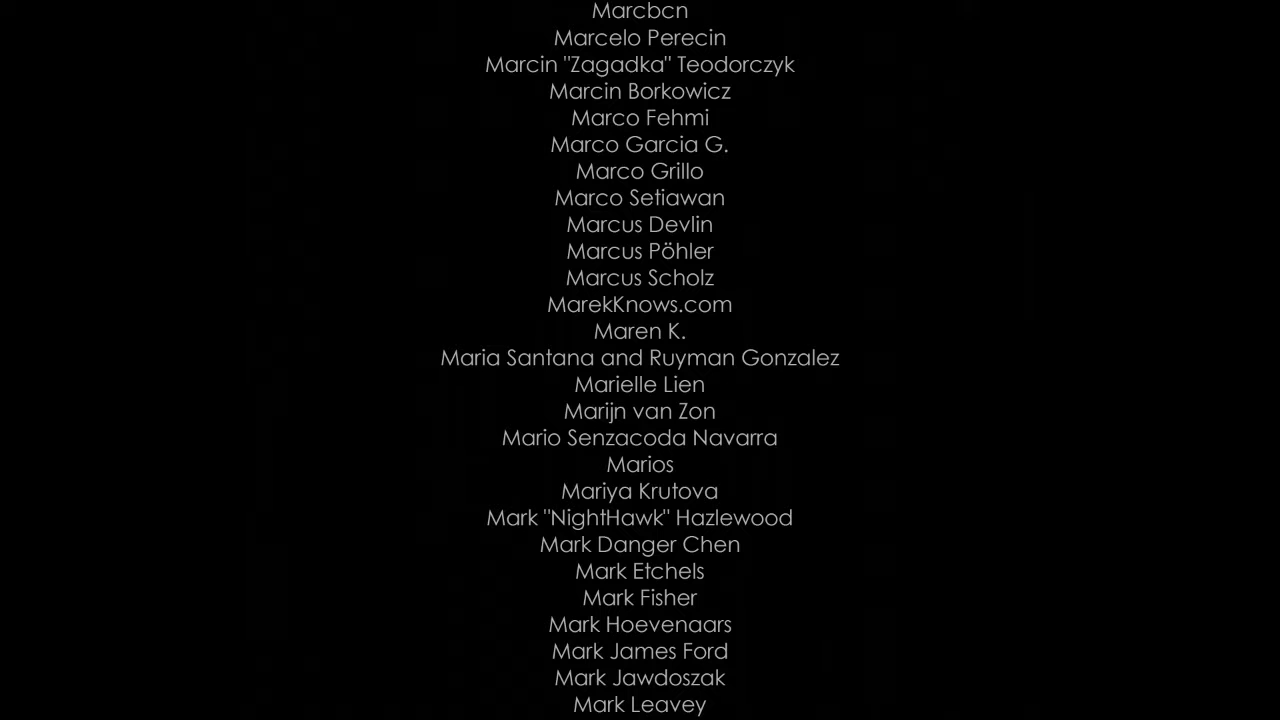 Marcbcn
Marcelo Perecin
Marcin "Zagadka" Teodorczyk
Marcin Borkowicz
Marco Fehmi
Marco Garcia G.
Marco Grillo
Marco Setiawan
Marcus Devlin
Marcus Pöhler
Marcus Scholz
MarekKnows.com
Maren K.
Maria Santana and Ruyman Gonzalez
Marielle Lien
Marijn van Zon
Mario Senzacoda Navarra
Marios
Mariya Krutova
Mark "NightHawk" Hazlewood
Mark Danger Chen
Mark Etchels
Mark Fisher
Mark Hoevenaars
Mark James Ford
Mark Jawdoszak
Mark Leavey